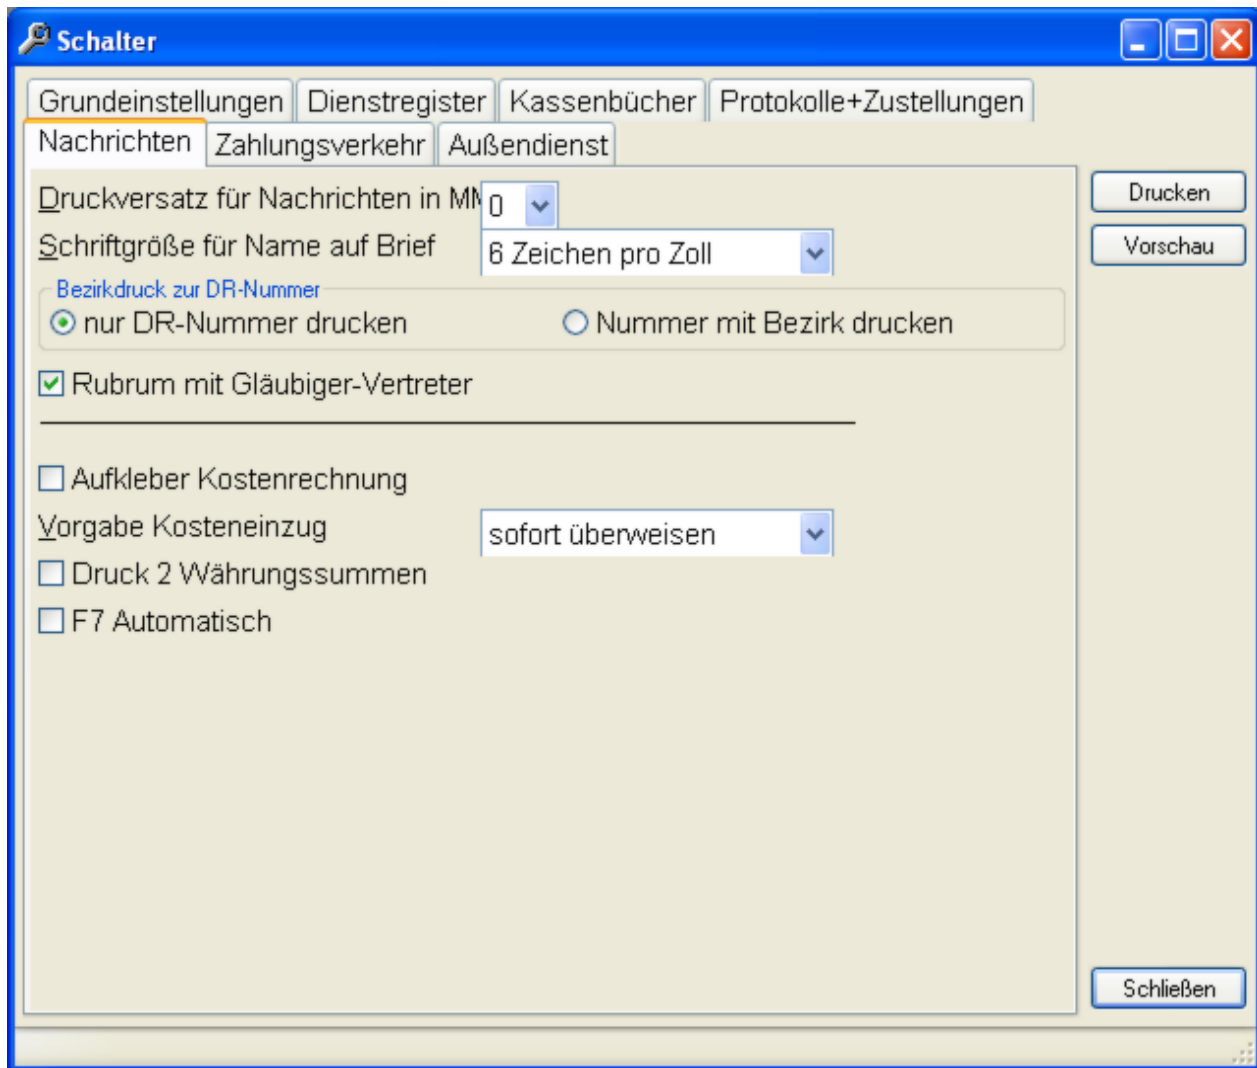 Schalter
Grundeinstellungen Dienstregister Kassenbücher Protokolle+Zustellungen
Nachrichten Zahlungsverkehr Außendienst
Druckversatz für Nachrichten in MM 0
Schriftgröße für Name auf Brief 6 Zeichen pro Zoll
Bezirkdruck zur DR-Nummer
nur DR-Nummer drucken Nummer mit Bezirk drucken
Rubrum mit Gläubiger-Vertreter
Aufkleber Kostenrechnung
Vorgabe Kosteneinzug sofort überweisen
Druck 2 Währungssummen
F7 Automatisch
Drucken
Vorschau
Schließen